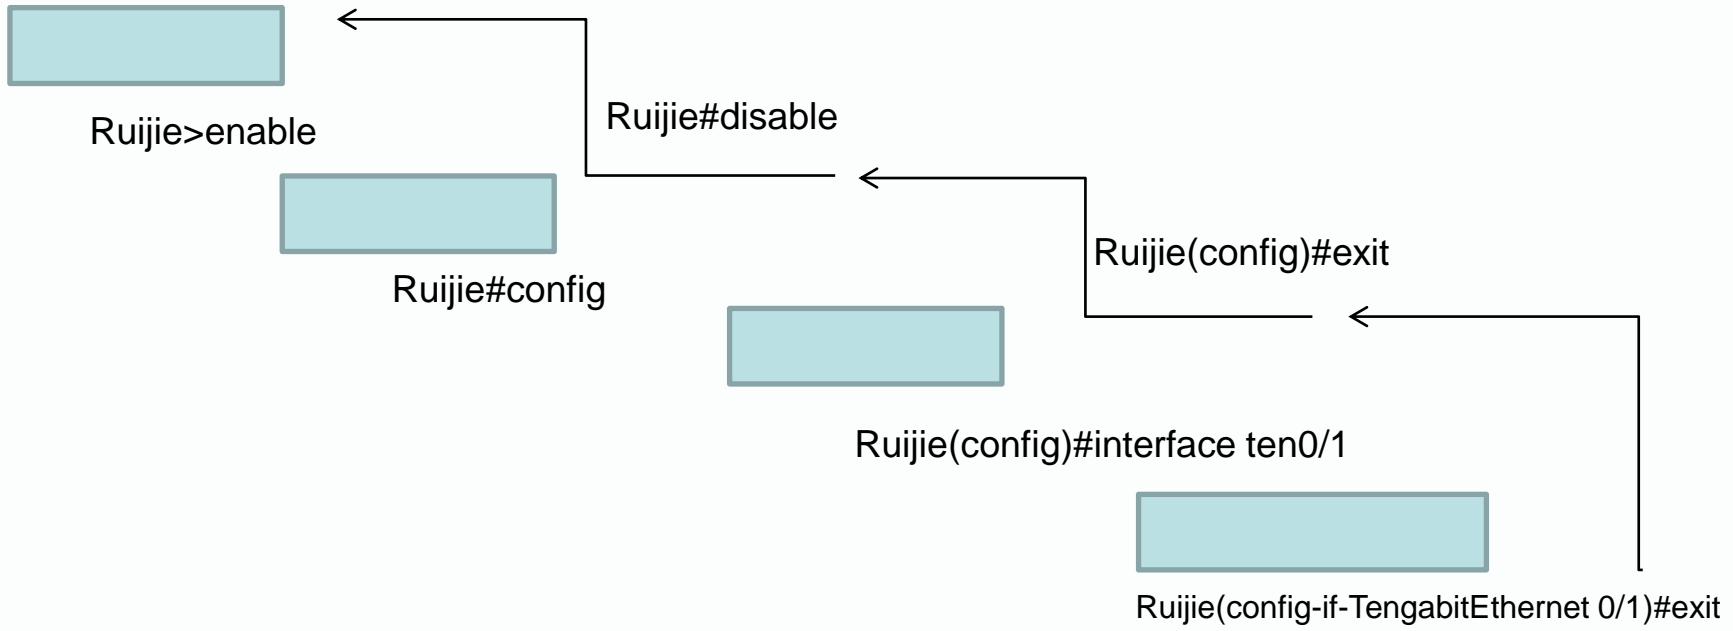 Ruijie#disable
Ruijie>enable
Ruijie(config)#exit
Ruijie#config
Ruijie(config)#interface ten0/1
Ruijie(config-if-TengabitEthernet 0/1)#exit